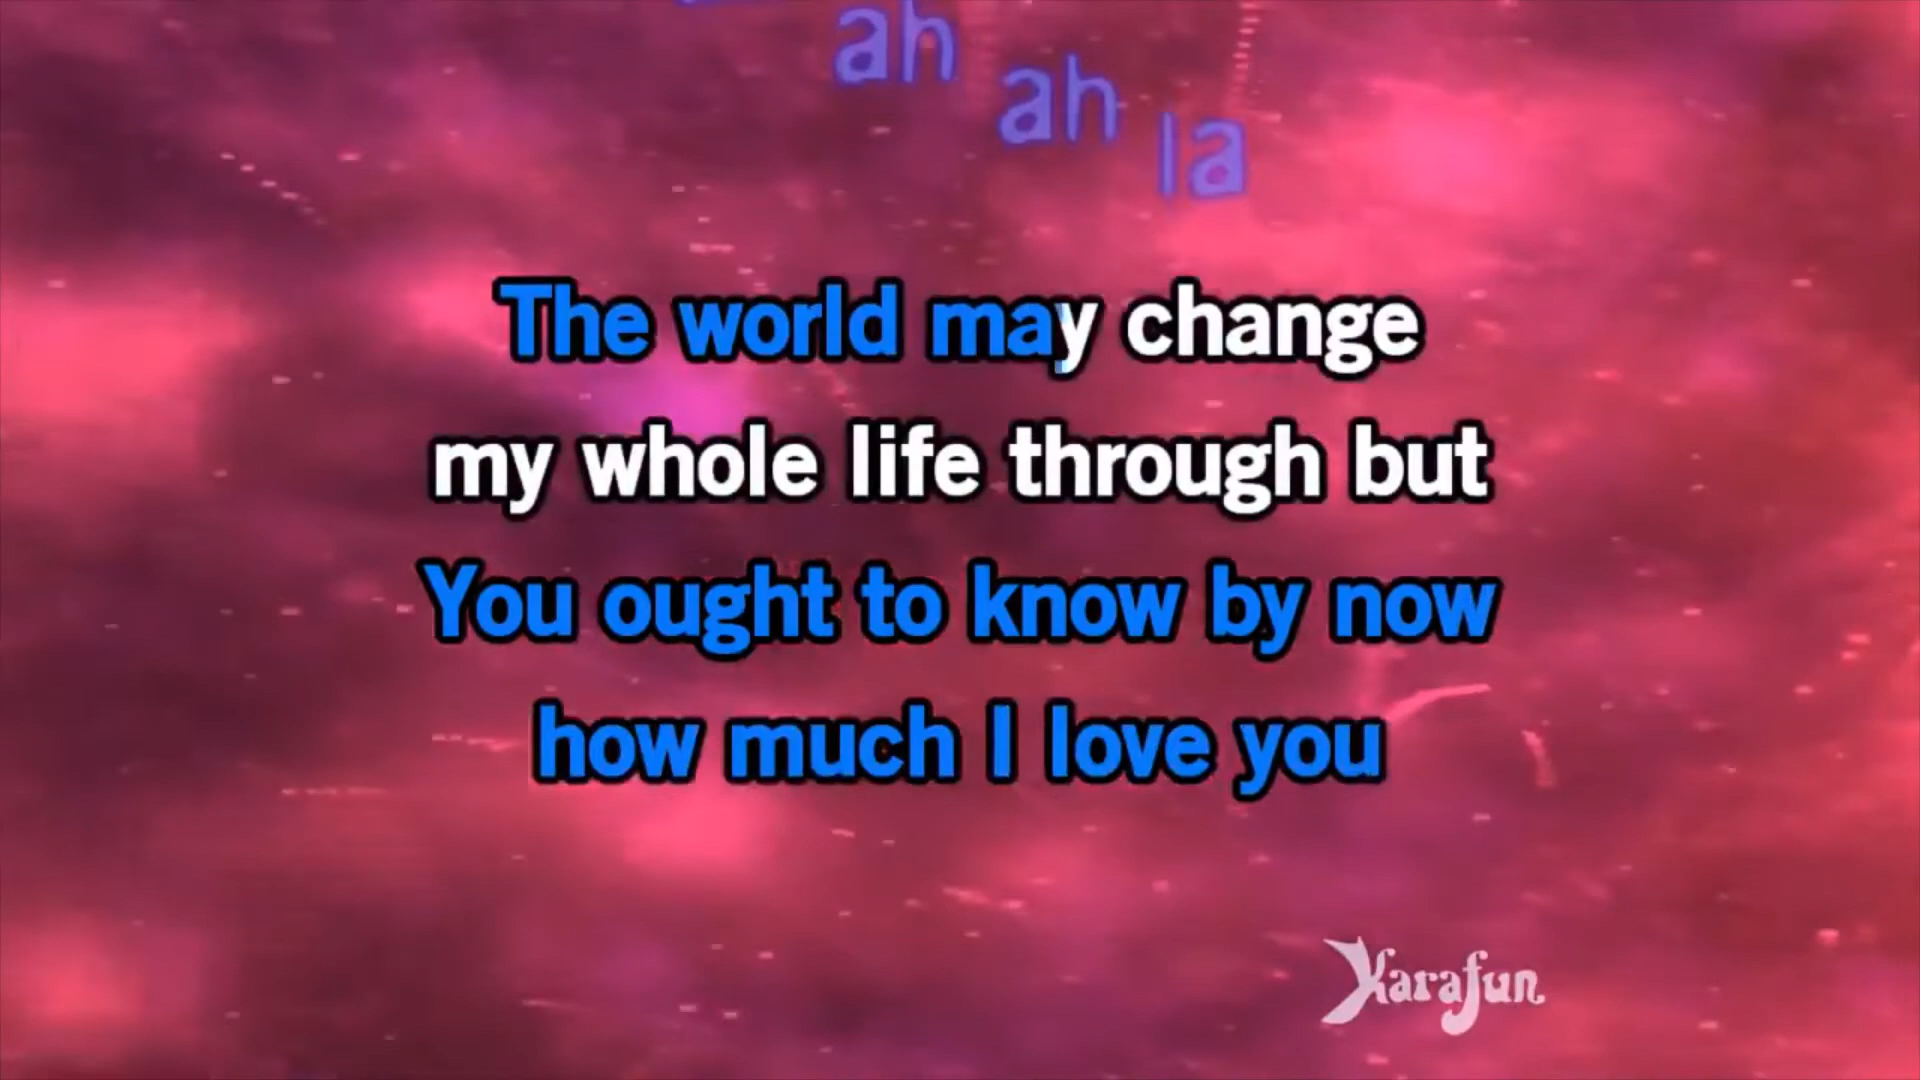 ah
ah
la
The world may change
my whole life through but
You ought to know by now
how much I love you
Karafun